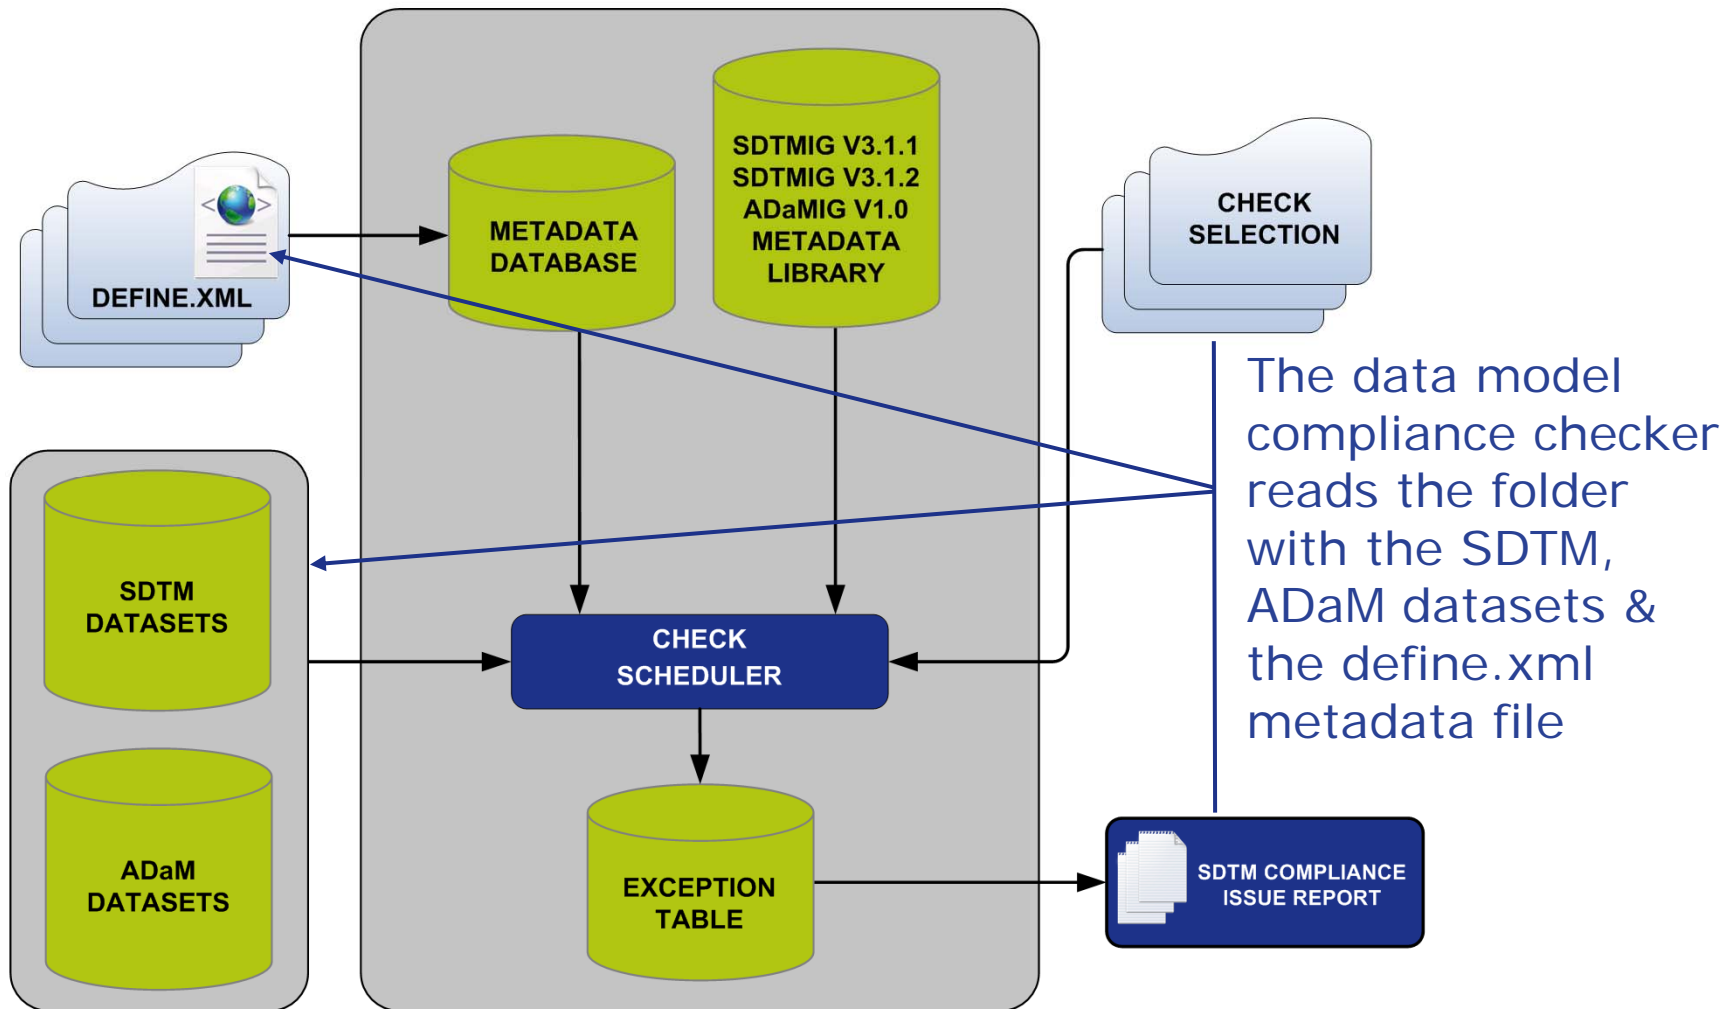 DEFINE.XML
METADATA
DATABASE
SDTMIG V3.1.1
SDTMIG V3.1.2
ADaMIG V1.0
METADATA
LIBRARY
CHECK
SELECTION
The data model
compliance checker
reads the folder
with the SDTM,
ADaM datasets &
the define.xml
metadata file
SDTM
DATASETS
ADaM
DATASETS
CHECK
SCHEDULER
EXCEPTION
TABLE
SDTM COMPLIANCE
ISSUE REPORT